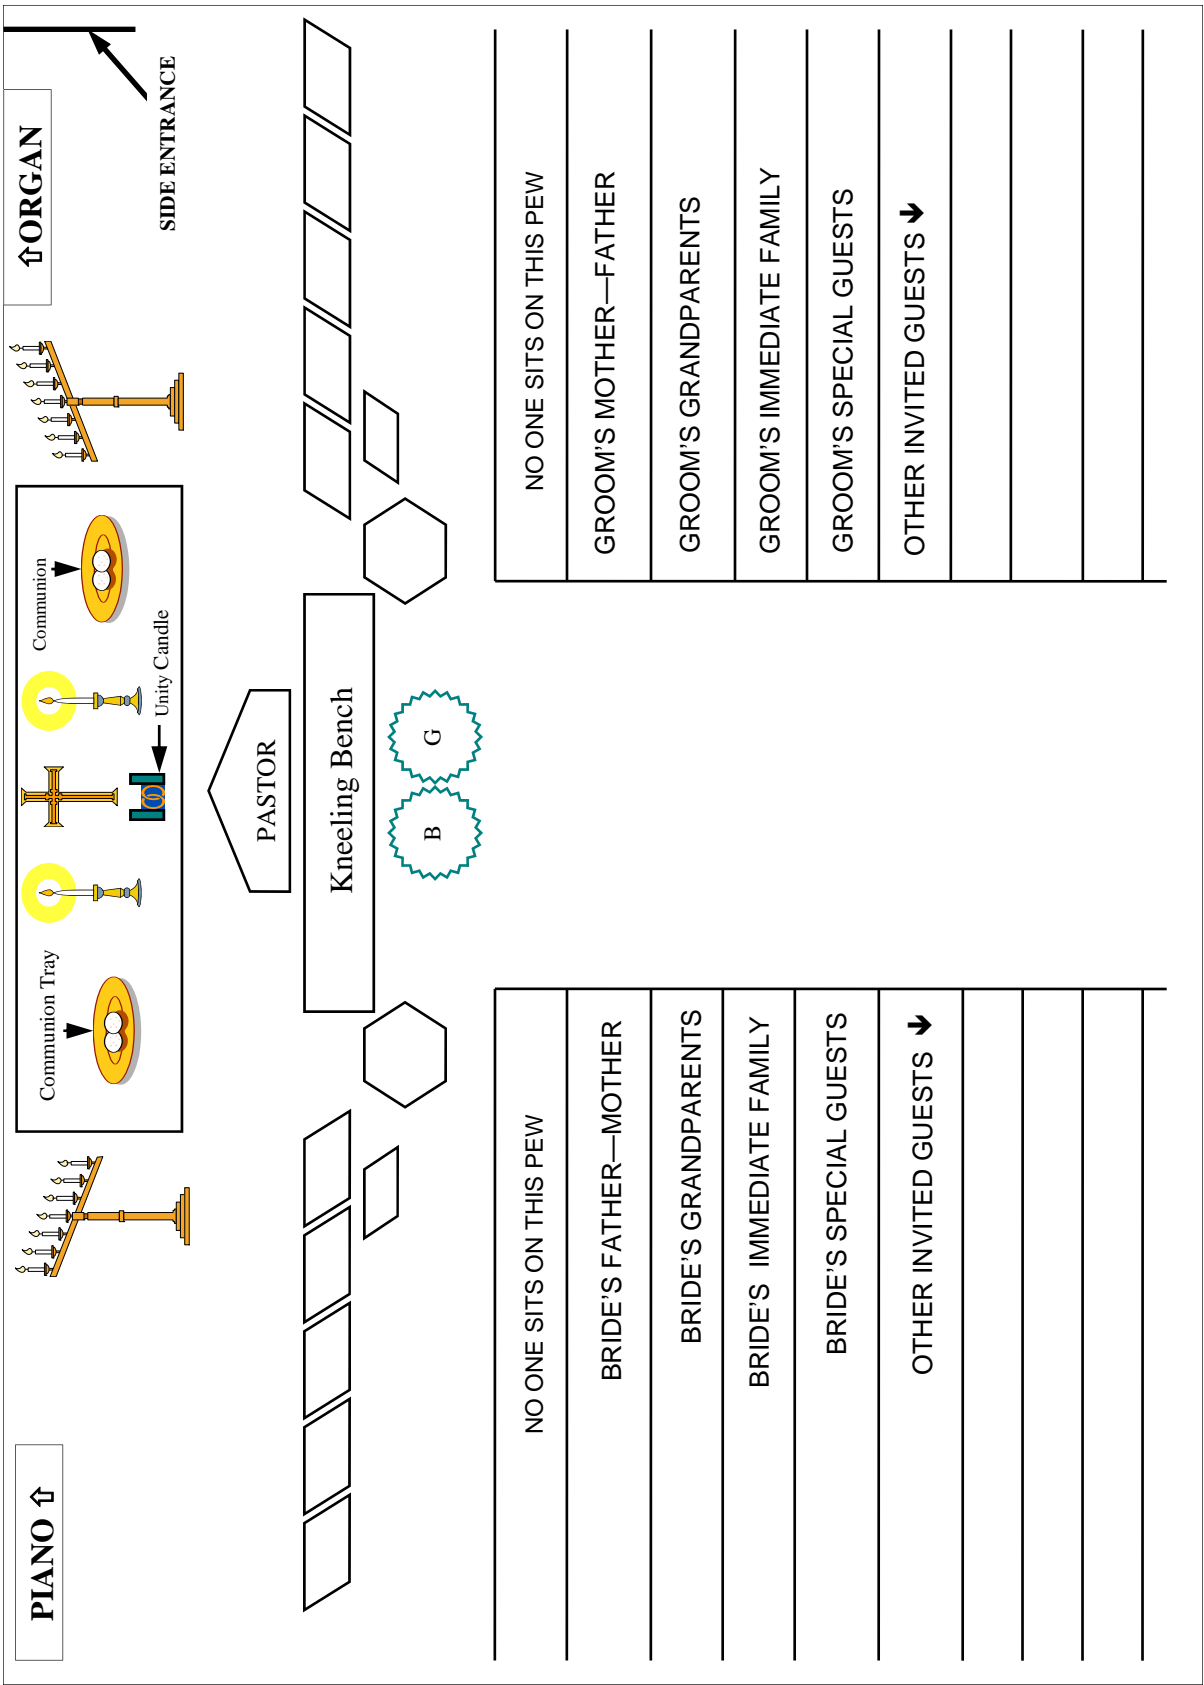 PIANO ⇧
⇧ORGAN
SIDE ENTRANCE
Communion Tray
Communion
Unity Candle
PASTOR
Kneeling Bench
B
G
NO ONE SITS ON THIS PEW
BRIDE'S FATHER—MOTHER
BRIDE'S GRANDPARENTS
BRIDE'S  IMMEDIATE FAMILY
BRIDE'S SPECIAL GUESTS
OTHER INVITED GUESTS 🡻
NO ONE SITS ON THIS PEW
GROOM'S MOTHER—FATHER
GROOM'S GRANDPARENTS
GROOM'S IMMEDIATE FAMILY
GROOM'S SPECIAL GUESTS
OTHER INVITED GUESTS 🡻